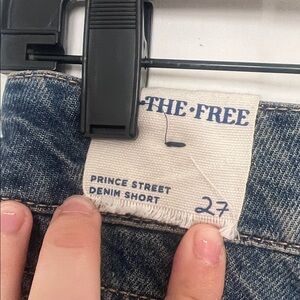 ·THE·FREE
PRINCE STREET
DENIM SHORT
27